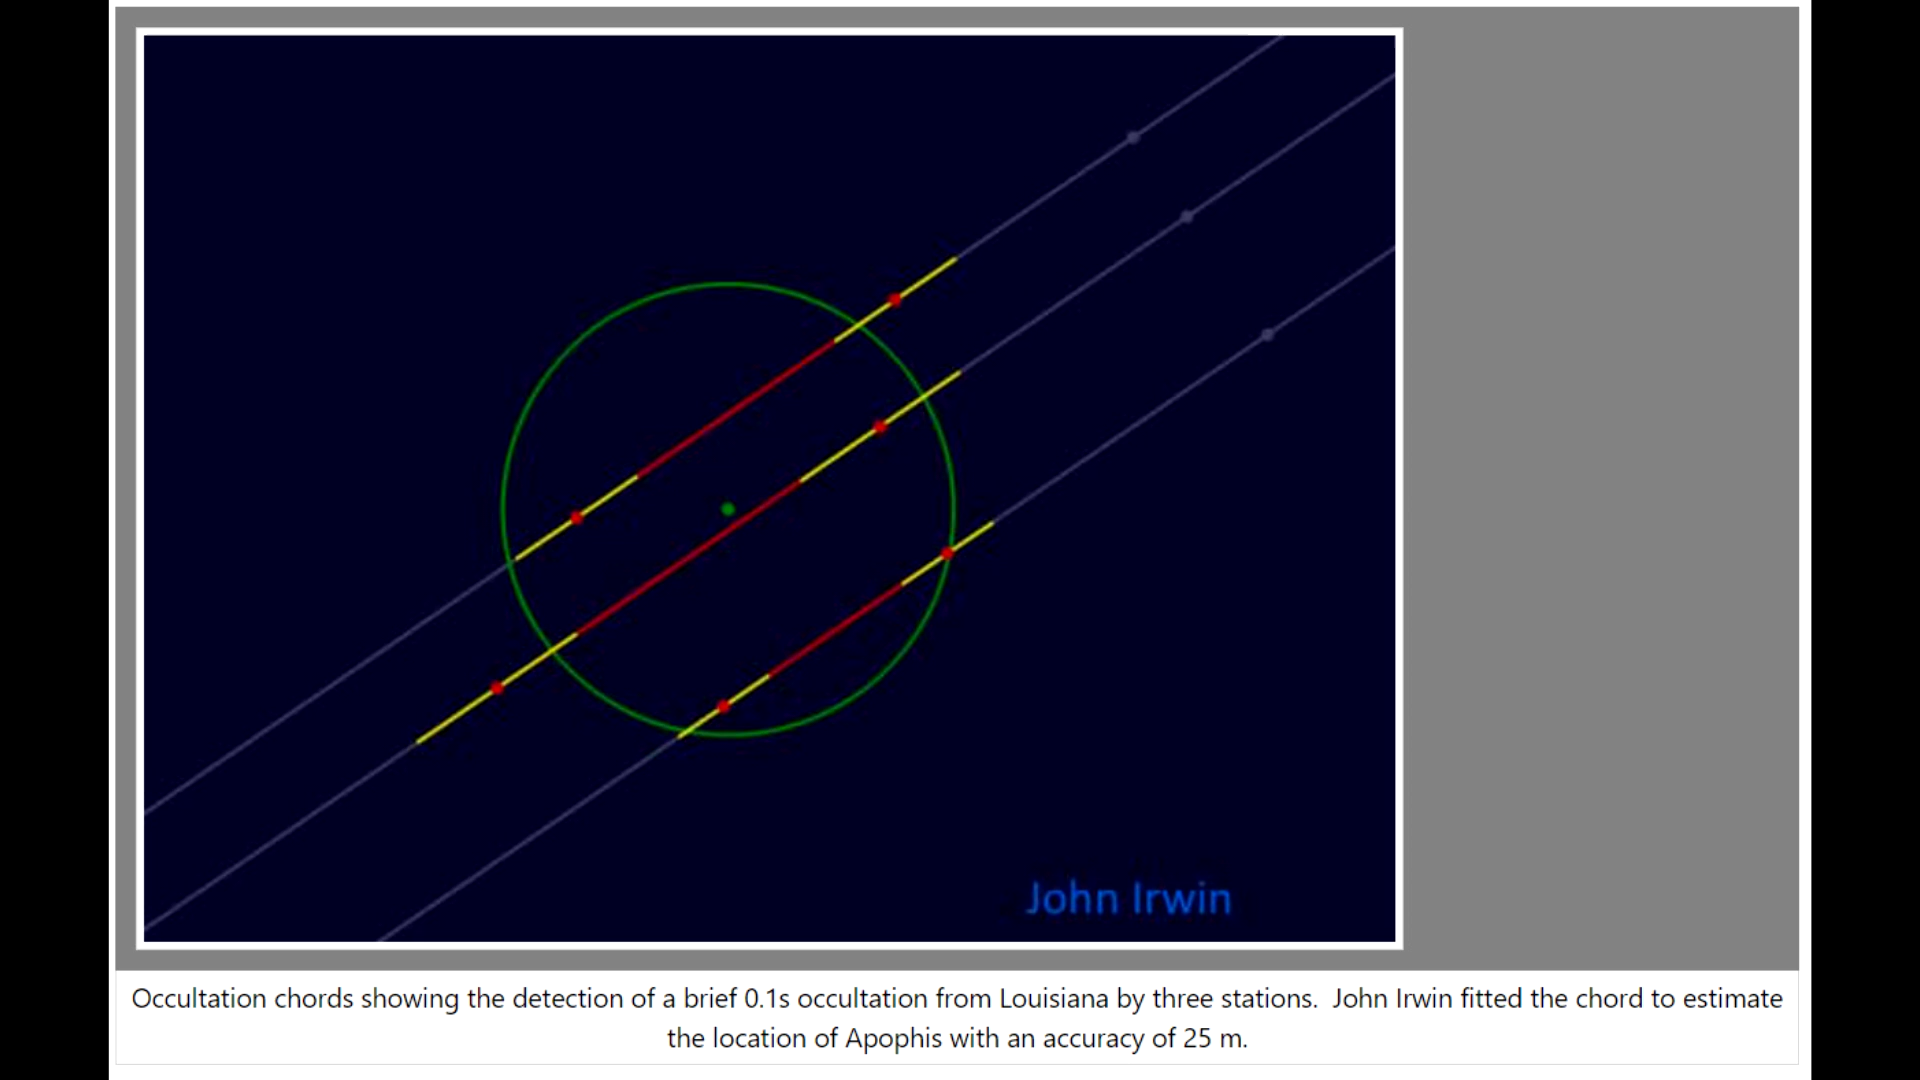 John Irwin
Occultation chords showing the detection of a brief 0.1s occultation from Louisiana by three stations.  John Irwin fitted the chord to estimate
the location of Apophis with an accuracy of 25 m.